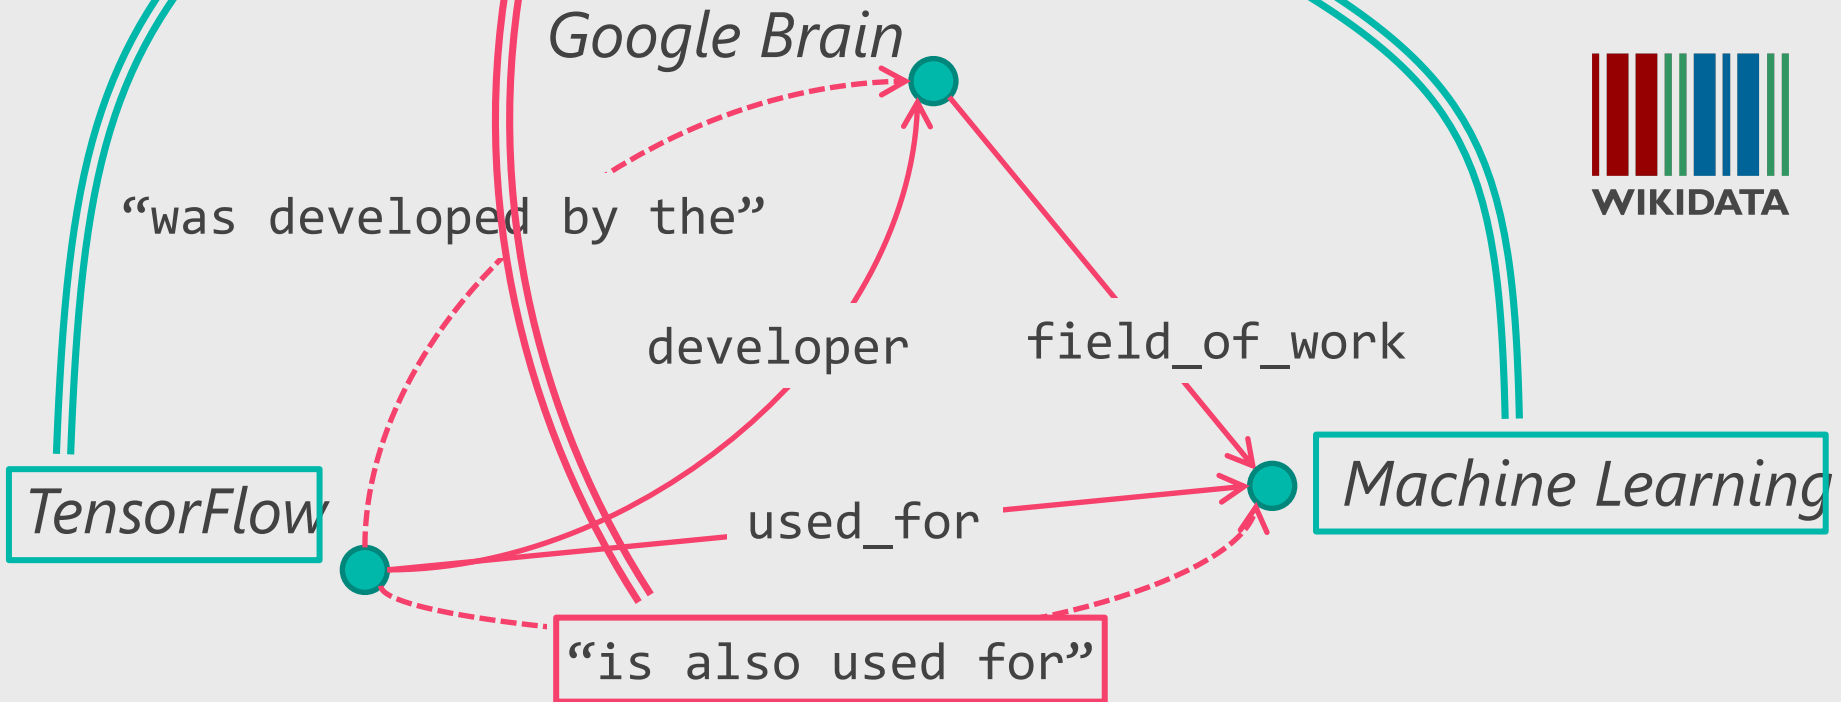 Google Brain
“was developed by the”
WIKIDATA
developer
field_of_work
TensorFlow
used_for
Machine Learning
“is also used for”